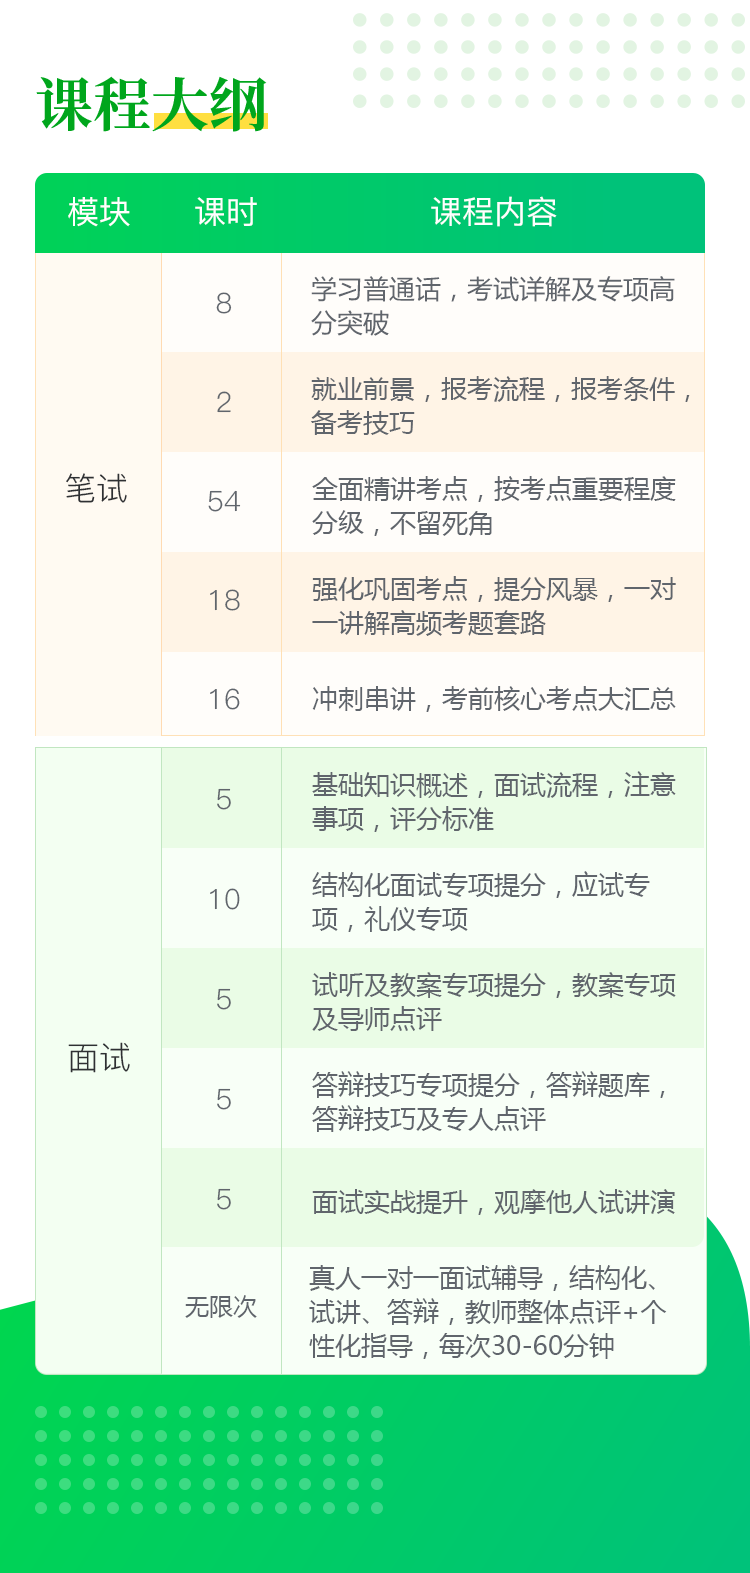 课程大纲
模块 课时 课程内容
笔试
8
学习普通话，考试详解及专项高
分突破
2
就业前景，报考流程，报考条件，
备考技巧
54
全面精讲考点，按考点重要程度
分级，不留死角
18
强化巩固考点，提分风暴，一对
一讲解高频考题套路
16
冲刺串讲，考前核心考点大汇总
面试
5
基础知识概述，面试流程，注意
事项，评分标准
10
结构化面试专项提分，应试专
项，礼仪专项
5
试听及教案专项提分，教案专项
及导师点评
5
答辩技巧专项提分，答辩题库，
答辩技巧及专人点评
5
面试实战提升，观摩他人试讲演
无限次
真人一对一面试辅导，结构化、
试讲、答辩，教师整体点评+个
性化指导，每次30-60分钟